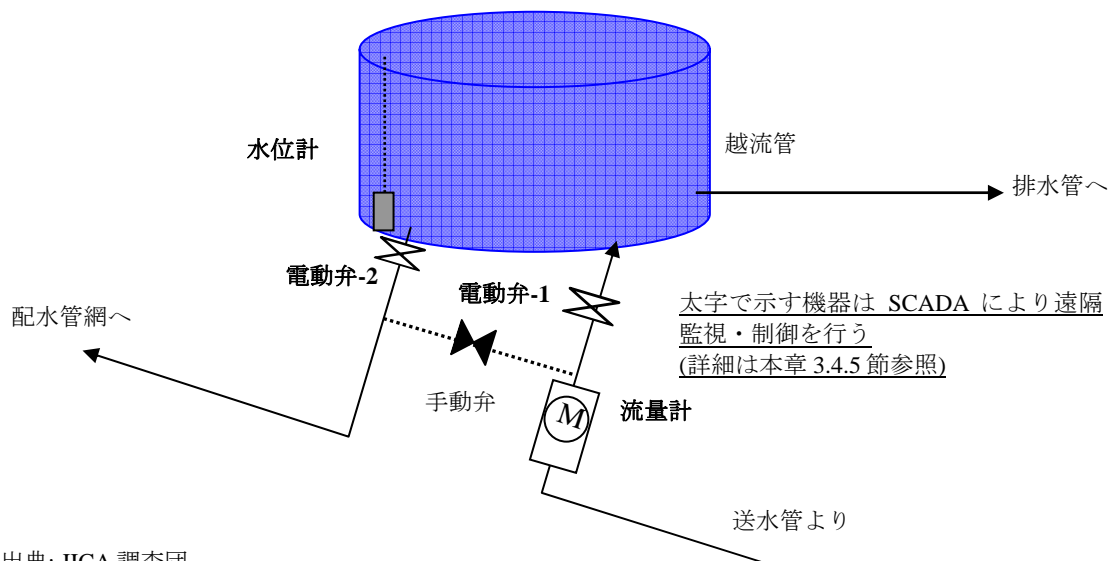 水位計
越流管
排水管へ
電動弁-2
電動弁-1
配水管網へ
太字で示す機器は SCADA により遠隔
監視・制御を行う
(詳細は本章 3.4.5 節参照)
手動弁
流量計
M
送水管より
出典: JICA 調査団